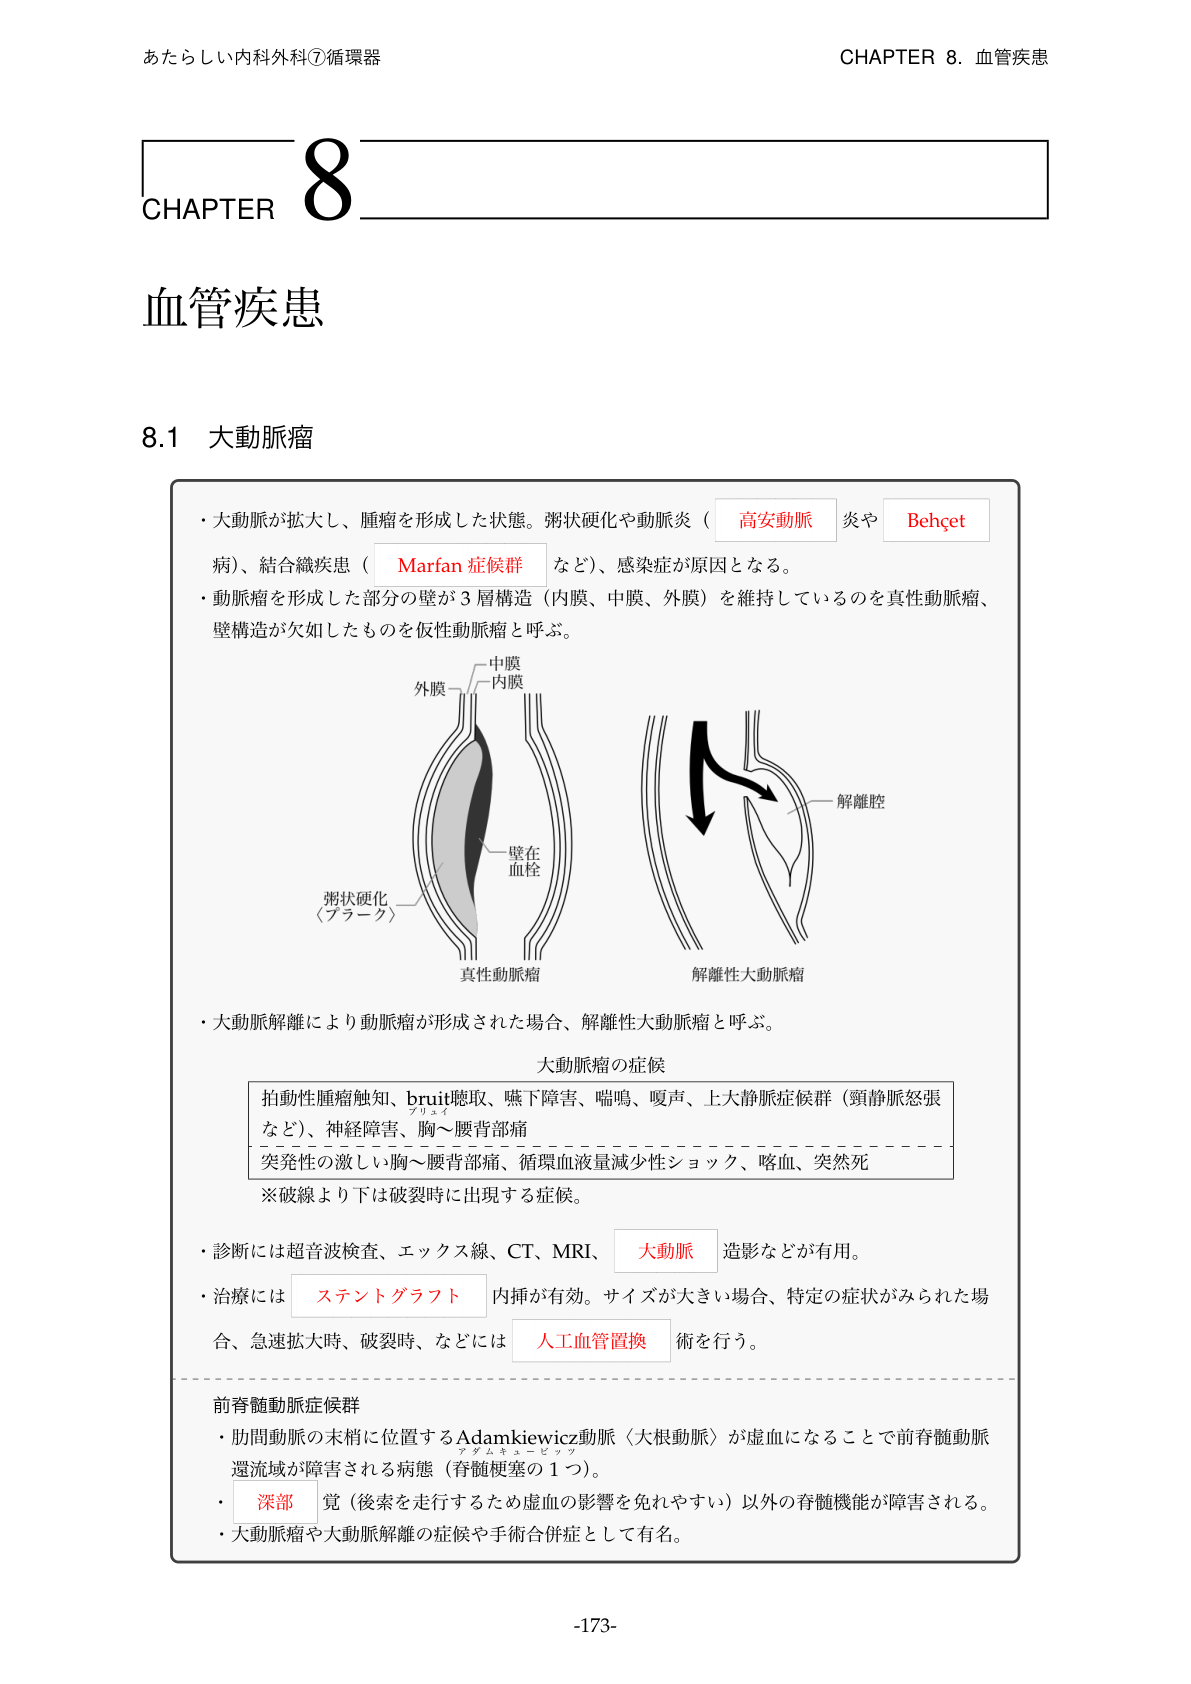 あたらしい内科外科⑦循環器
CHAPTER 8. 血管疾患
CHAPTER 8
血管疾患
8.1 大動脈瘤
・大動脈が拡大し、腫瘤を形成した状態。粥状硬化や動脈炎（ 高安動脈 炎や Behçet
病）、結合織疾患（ Marfan 症候群 など）、感染症が原因となる。
・動脈瘤を形成した部分の壁が 3 層構造（内膜、中膜、外膜）を維持しているのを真性動脈瘤、
壁構造が欠如したものを仮性動脈瘤と呼ぶ。
中膜
外膜
内膜
解離腔
壁在
血栓
粥状硬化
〈プラーク〉
真性動脈瘤
解離性大動脈瘤
・大動脈解離により動脈瘤が形成された場合、解離性大動脈瘤と呼ぶ。
大動脈瘤の症候
拍動性腫瘤触知、bruit聴取、嚥下障害、喘鳴、嗄声、上大静脈症候群（頸静脈怒張
ブリュイ
など）、神経障害、胸〜腰背部痛
突発性の激しい胸〜腰背部痛、循環血液量減少性ショック、喀血、突然死
※破線より下は破裂時に出現する症候。
・診断には超音波検査、エックス線、CT、MRI、 大動脈 造影などが有用。
・治療には ステントグラフト 内挿が有効。サイズが大きい場合、特定の症状がみられた場
合、急速拡大時、破裂時、などには 人工血管置換 術を行う。
前脊髄動脈症候群
・肋間動脈の末梢に位置するAdamkiewicz動脈〈大根動脈〉が虚血になることで前脊髄動脈
アダムキュービッツ
還流域が障害される病態（脊髄梗塞の 1 つ）。
・ 深部 覚（後索を走行するため虚血の影響を免れやすい）以外の脊髄機能が障害される。
・大動脈瘤や大動脈解離の症候や手術合併症として有名。
-173-